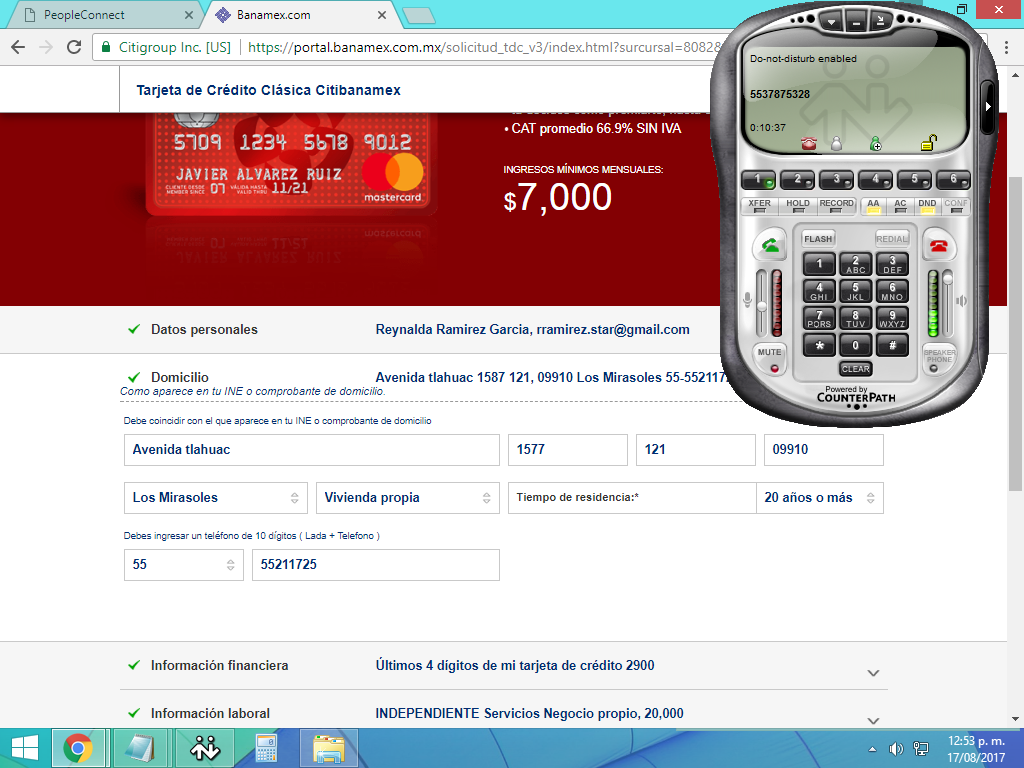 PeopleConnect
Banamex.com
Citigroup Inc. [US]
https://portal.banamex.com.mx/solicitud_tdc_v3/index.html?surcursal=8082
Tarjeta de Crédito Clásica Citibanamex
5709 1234 5678 9012
JAVIER ALVAREZ RUIZ
CLIENTE DESDE
MEMBER SINCE
07
VÁLIDA HASTA
VALID THRU
11/21
mastercard
• CAT promedio 66.9% SIN IVA
INGRESOS MÍNIMOS MENSUALES:
$7,000
Datos personales
Reynalda Ramirez Garcia, rramirez.star@gmail.com
Domicilio
Avenida tlahuac 1587 121, 09910 Los Mirasoles 55-552117
Como aparece en tu INE o comprobante de domicilio.
Debe coincidir con el que aparece en tu INE o comprobante de domicilio
Avenida tlahuac
1577
121
09910
Los Mirasoles
Vivienda propia
Tiempo de residencia:*
20 años o más
Debes ingresar un teléfono de 10 dígitos ( Lada + Telefono )
55
55211725
Información financiera
Últimos 4 dígitos de mi tarjeta de crédito 2900
Información laboral
INDEPENDIENTE Servicios Negocio propio, 20,000
Do-not-disturb enabled
5537875328
0:10:37
1 2 3 4 5 6
XFER HOLD RECORD AA AC DND CONF
FLASH REDIAL
1 2 ABC 3 DEF
4 GHI 5 JKL 6 MNO
7 PQRS 8 TUV 9 WXYZ
* 0 #
MUTE
SPEAKER
PHONE
CLEAR
Powered by
COUNTERPATH
12:53 p. m.
17/08/2017